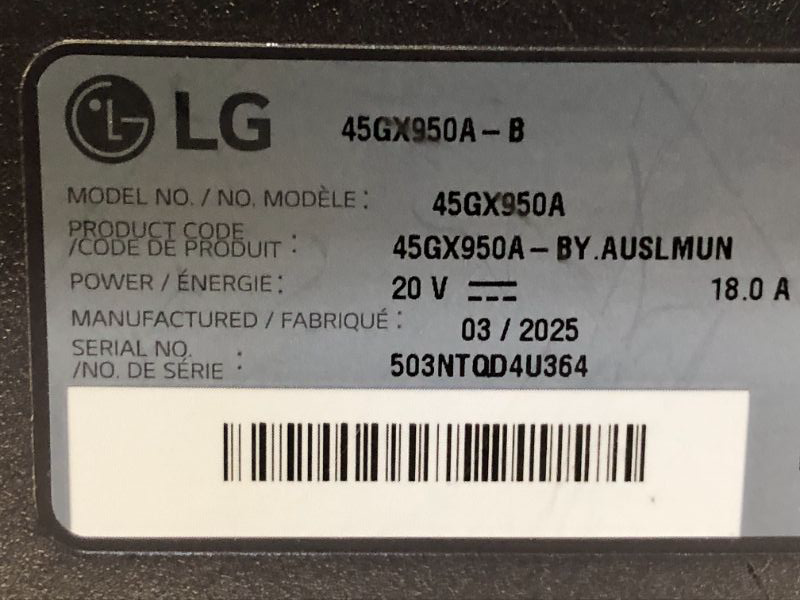 LG 45GX950A-B
MODEL NO. / NO. MODÈLE : 45GX950A
PRODUCT CODE
/CODE DE PRODUIT : 45GX950A-BY.AUSLMUN
POWER / ÉNERGIE : 20 V 18.0 A
MANUFACTURED / FABRIQUÉ : 03 / 2025
SERIAL NO.
/NO. DE SÉRIE : 503NTQD4U364